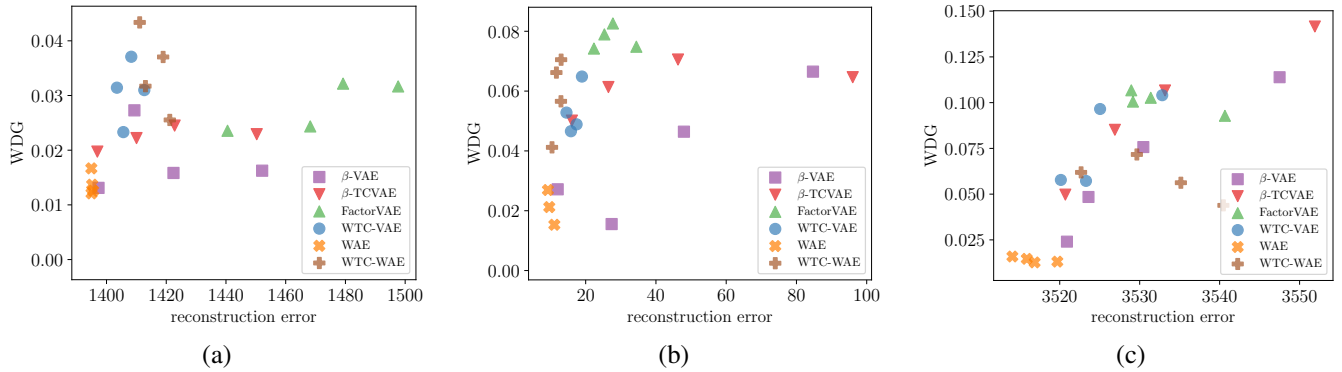 WDG
0.04
0.03
0.02
0.01
0.00
1400 1420 1440 1460 1480 1500
reconstruction error
β-VAE
β-TCVAE
FactorVAE
WTC-VAE
WAE
WTC-WAE
(a)
WDG
0.08
0.06
0.04
0.02
0.00
20 40 60 80 100
reconstruction error
β-VAE
β-TCVAE
FactorVAE
WTC-VAE
WAE
WTC-WAE
(b)
WDG
0.150
0.125
0.100
0.075
0.050
0.025
3520 3530 3540 3550
reconstruction error
β-VAE
β-TCVAE
FactorVAE
WTC-VAE
WAE
WTC-WAE
(c)